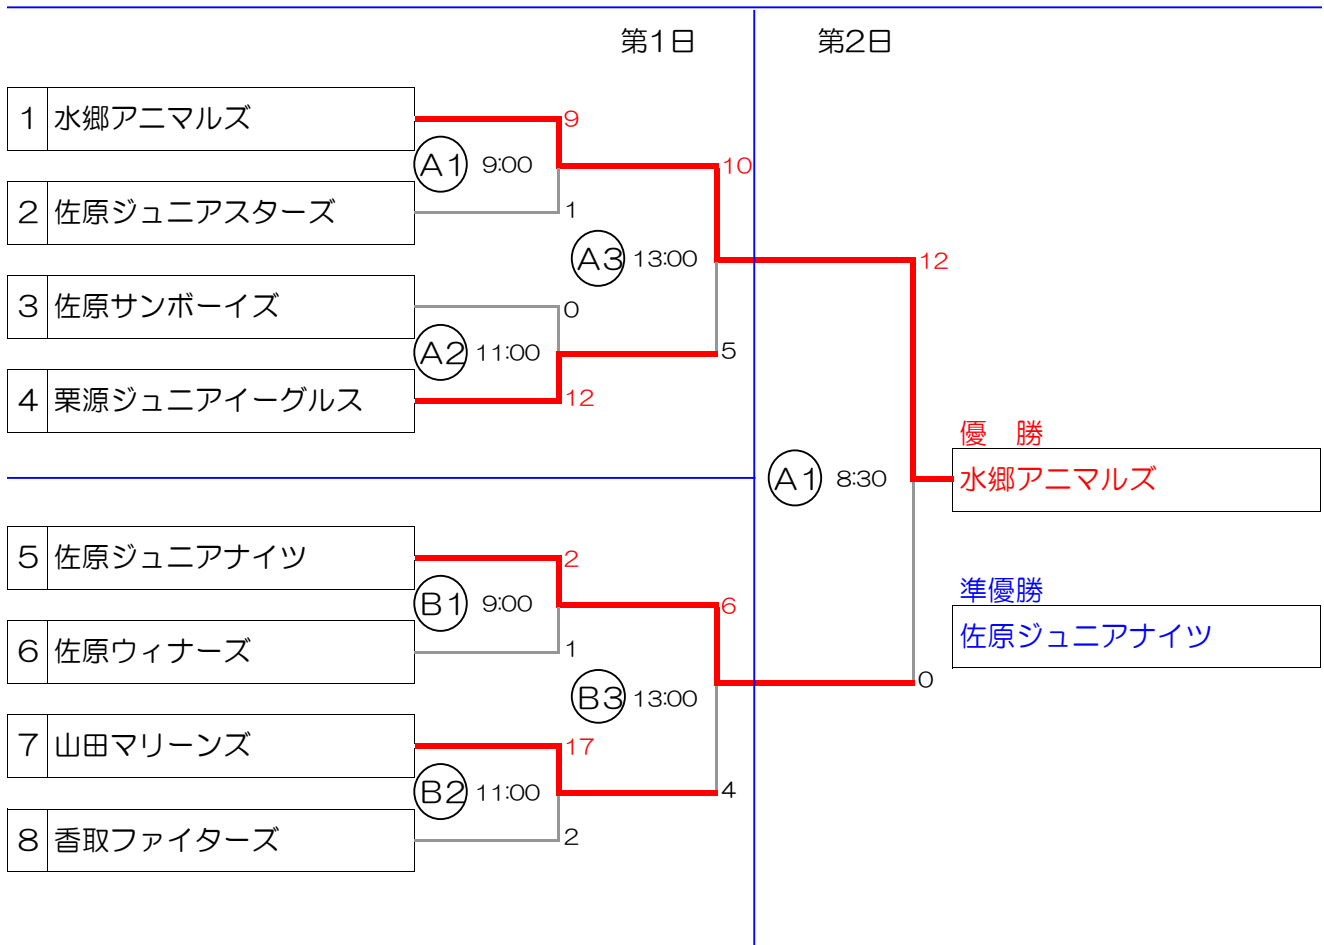 第1日 第2日
1 水郷アニマルズ
9
A1 9:00
10
2 佐原ジュニアスターズ
1
A3 13:00
12
3 佐原サンボーイズ
0
A2 11:00
5
4 栗源ジュニアイーグルス
12
優 勝
水郷アニマルズ
A1 8:30
5 佐原ジュニアナイツ
2
B1 9:00
6
準優勝
佐原ジュニアナイツ
6 佐原ウィナーズ
1
0
B3 13:00
7 山田マリーンズ
17
B2 11:00
4
8 香取ファイターズ
2